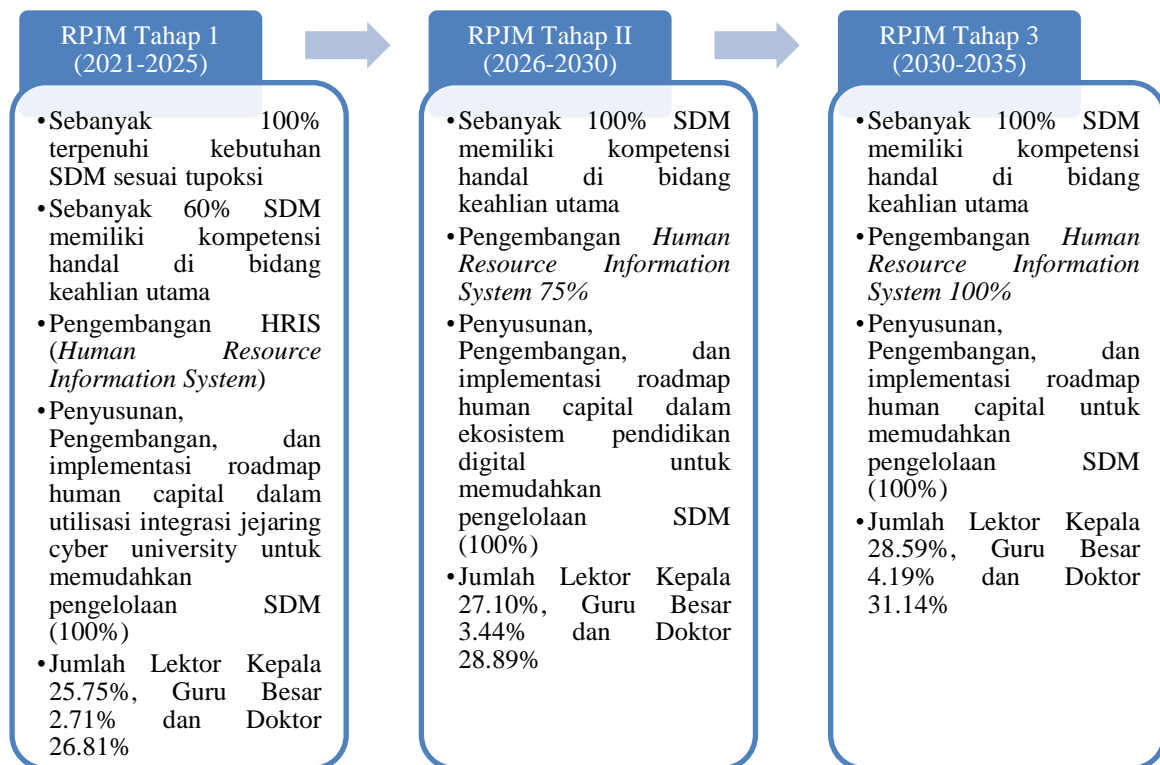 RPJM Tahap 1
(2021-2025)
•Sebanyak 100%
terpenuhi kebutuhan
SDM sesuai tupoksi
•Sebanyak 60% SDM
memiliki kompetensi
handal di bidang
keahlian utama
•Pengembangan HRIS
(Human Resource
Information System)
•Penyusunan,
Pengembangan, dan
implementasi roadmap
human capital dalam
utilisasi integrasi jejaring
cyber university untuk
memudahkan
pengelolaan SDM
(100%)
•Jumlah Lektor Kepala
25.75%, Guru Besar
2.71% dan Doktor
26.81%
RPJM Tahap II
(2026-2030)
•Sebanyak 100% SDM
memiliki kompetensi
handal di bidang
keahlian utama
•Pengembangan Human
Resource Information
System 75%
•Penyusunan,
Pengembangan, dan
implementasi roadmap
human capital dalam
ekosistem pendidikan
digital untuk
memudahkan
pengelolaan SDM
(100%)
•Jumlah Lektor Kepala
27.10%, Guru Besar
3.44% dan Doktor
28.89%
RPJM Tahap 3
(2030-2035)
•Sebanyak 100% SDM
memiliki kompetensi
handal di bidang
keahlian utama
•Pengembangan Human
Resource Information
System 100%
•Penyusunan,
Pengembangan, dan
implementasi roadmap
human capital untuk
memudahkan
pengelolaan SDM
(100%)
•Jumlah Lektor Kepala
28.59%, Guru Besar
4.19% dan Doktor
31.14%